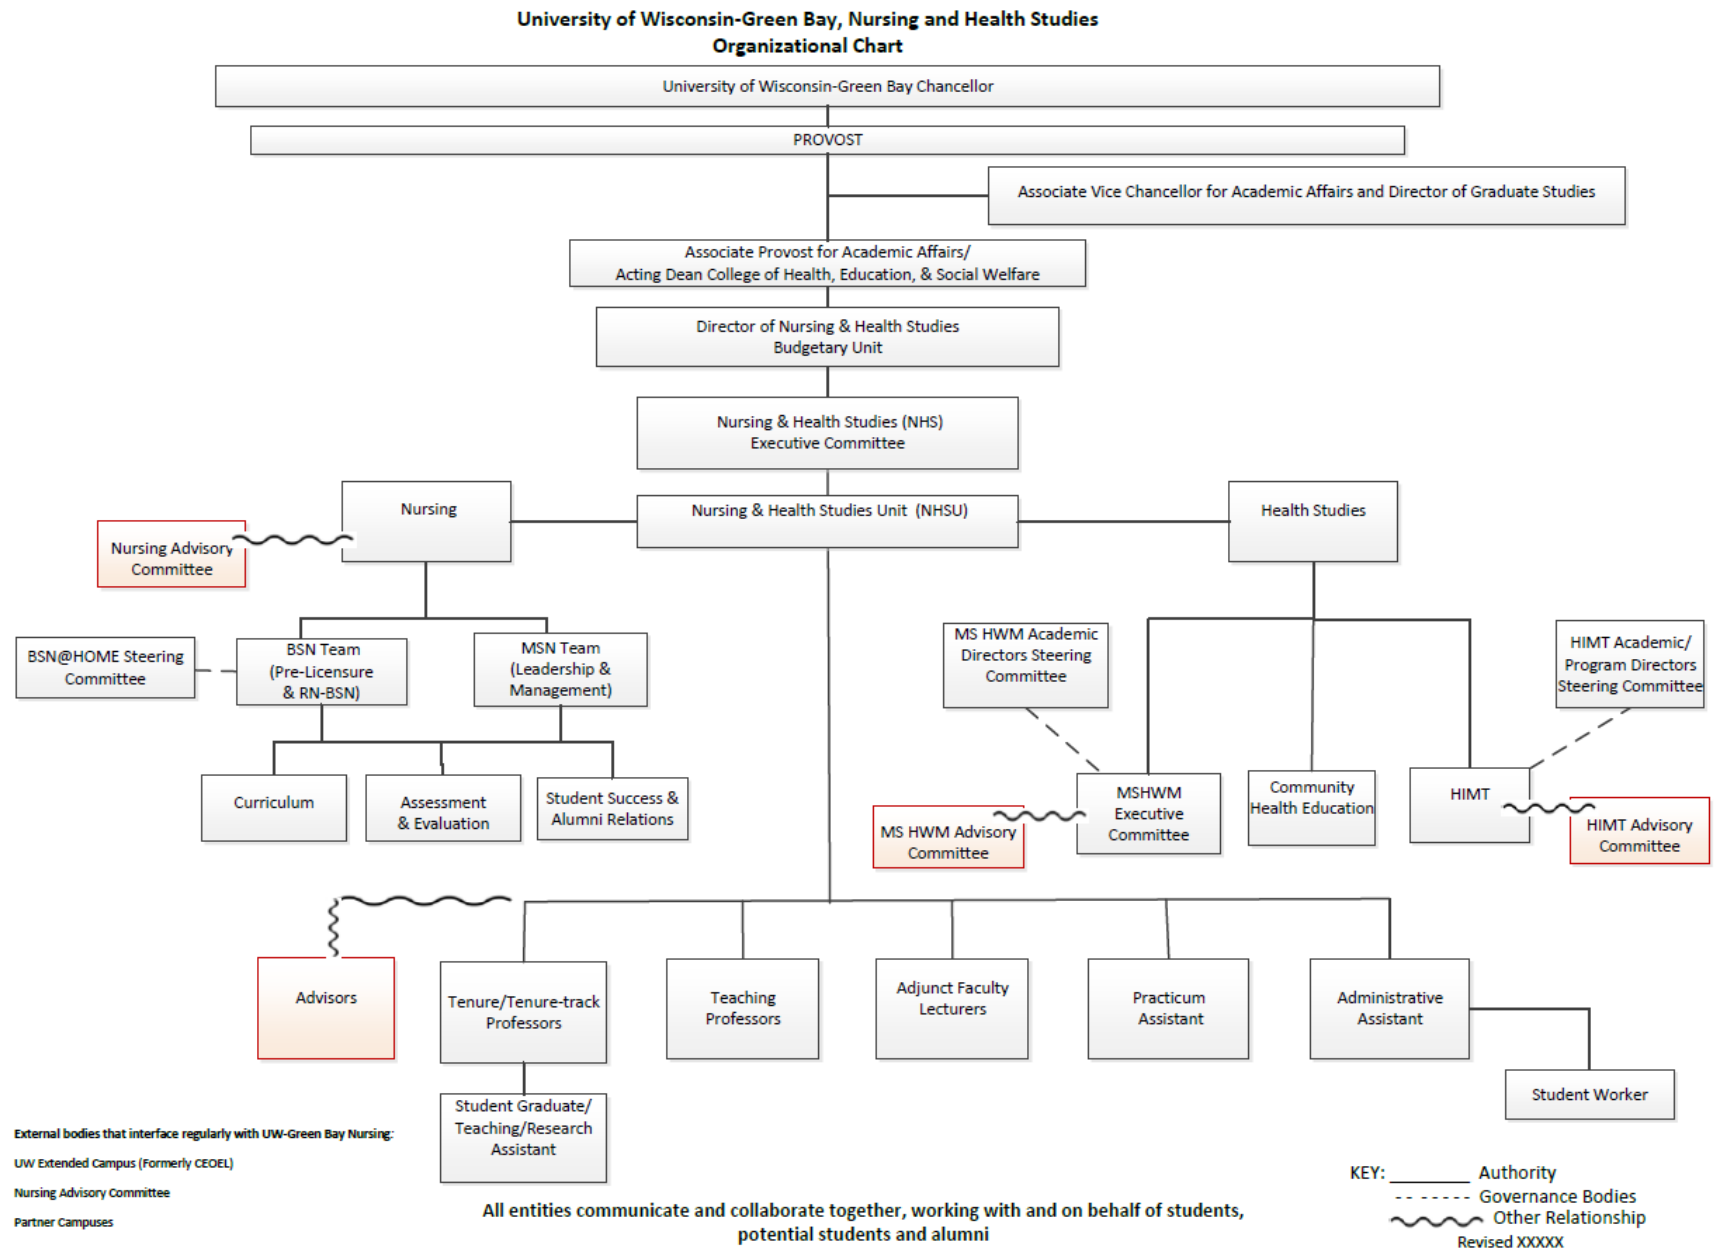 University of Wisconsin-Green Bay, Nursing and Health Studies
Organizational Chart
University of Wisconsin-Green Bay Chancellor
PROVOST
Associate Vice Chancellor for Academic Affairs and Director of Graduate Studies
Associate Provost for Academic Affairs/
Acting Dean College of Health, Education, & Social Welfare
Director of Nursing & Health Studies
Budgetary Unit
Nursing & Health Studies (NHS)
Executive Committee
Nursing
Nursing & Health Studies Unit (NHSU)
Health Studies
Nursing Advisory
Committee
BSN@HOME Steering
Committee
BSN Team
(Pre-Licensure
& RN-BSN)
MSN Team
(Leadership &
Management)
MS HWM Academic
Directors Steering
Committee
HIMT Academic/
Program Directors
Steering Committee
Curriculum
Assessment
& Evaluation
Student Success &
Alumni Relations
MS HWM Advisory
Committee
MSHWM
Executive
Committee
Community
Health Education
HIMT
HIMT Advisory
Committee
Advisors
Tenure/Tenure-track
Professors
Teaching
Professors
Adjunct Faculty
Lecturers
Practicum
Assistant
Administrative
Assistant
Student Graduate/
Teaching/Research
Assistant
Student Worker
External bodies that interface regularly with UW-Green Bay Nursing:
UW Extended Campus (Formerly CEOEL)
Nursing Advisory Committee
Partner Campuses
All entities communicate and collaborate together, working with and on behalf of students,
potential students and alumni
KEY: ________ Authority
-- ------ Governance Bodies
Other Relationship
Revised XXXXX